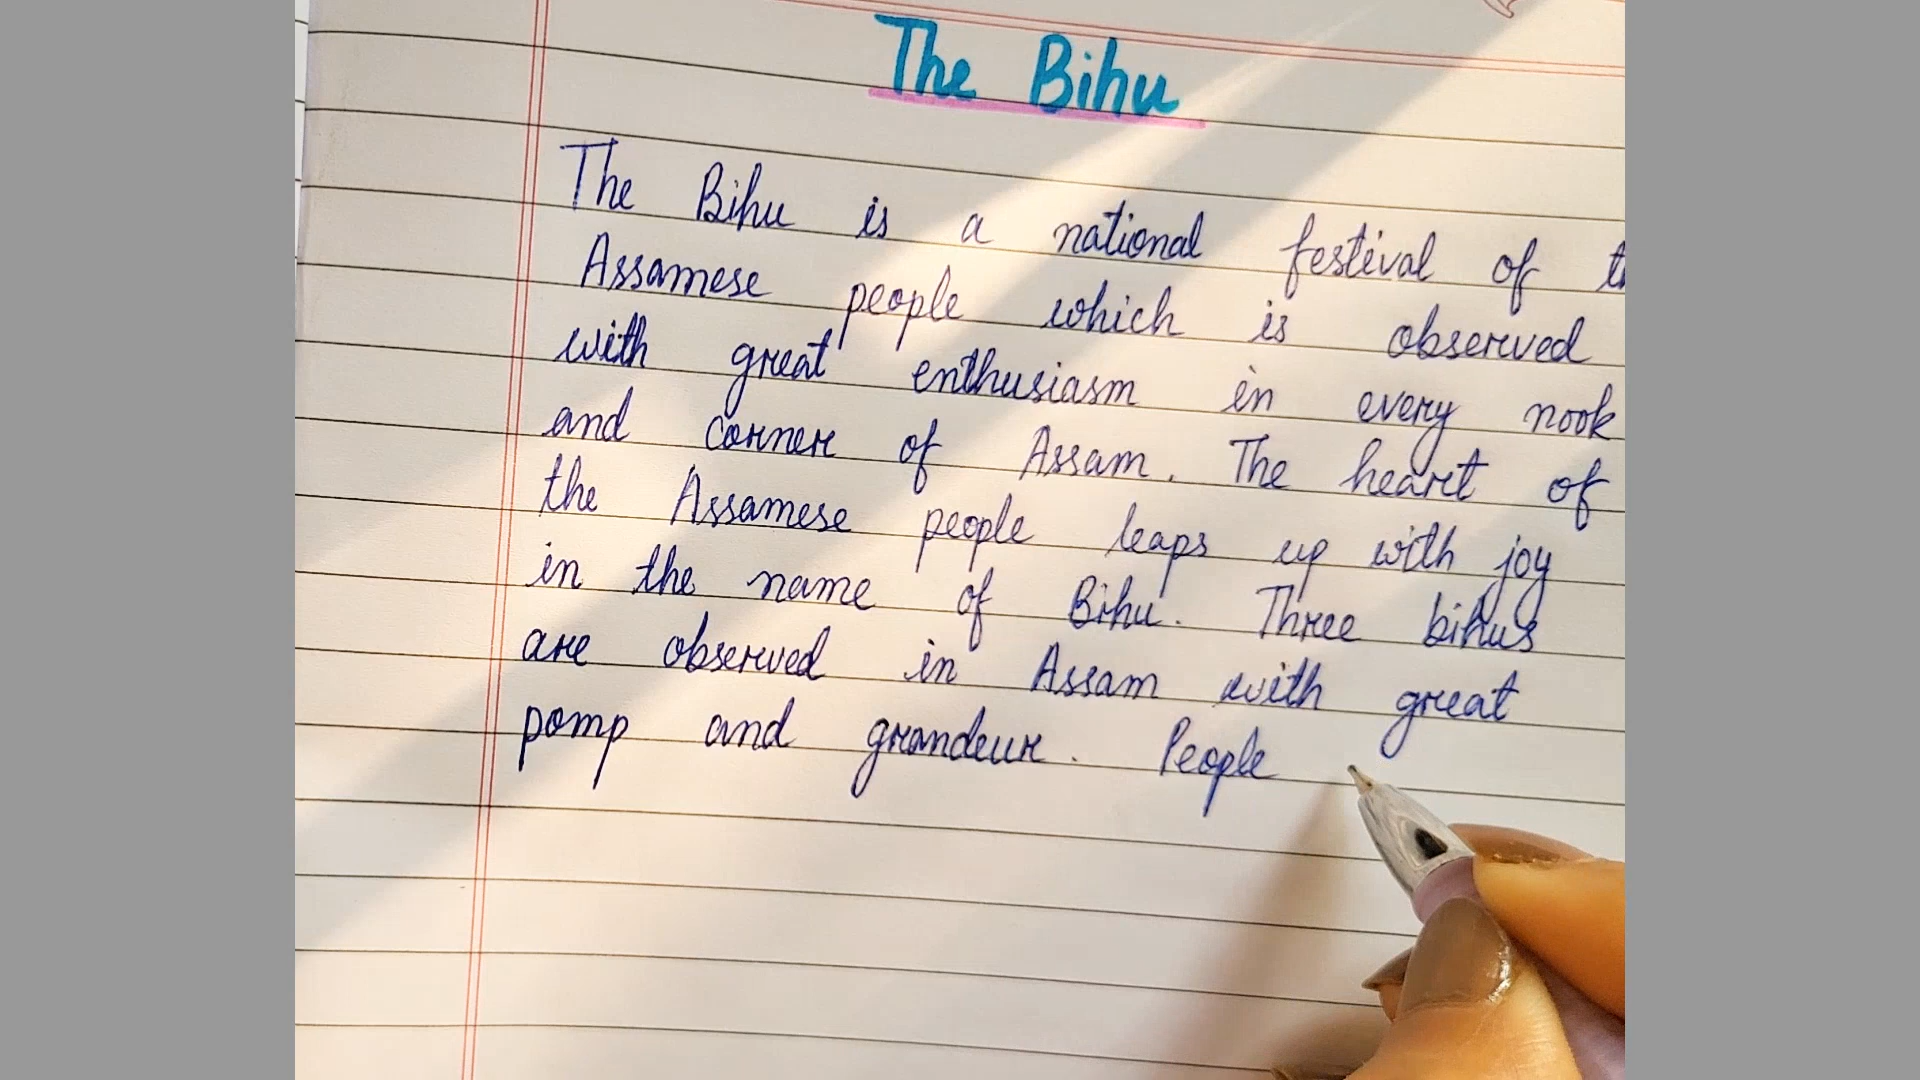 The Bihu
The Bihu is a national festival of
Assamese people which is observed
with great enthusiasm in every nook
and corner of Assam. The heart of
the Assamese people leaps up with joy
in the name of Bihu. Three bihus
are observed in Assam with great
pomp and grandeur. People